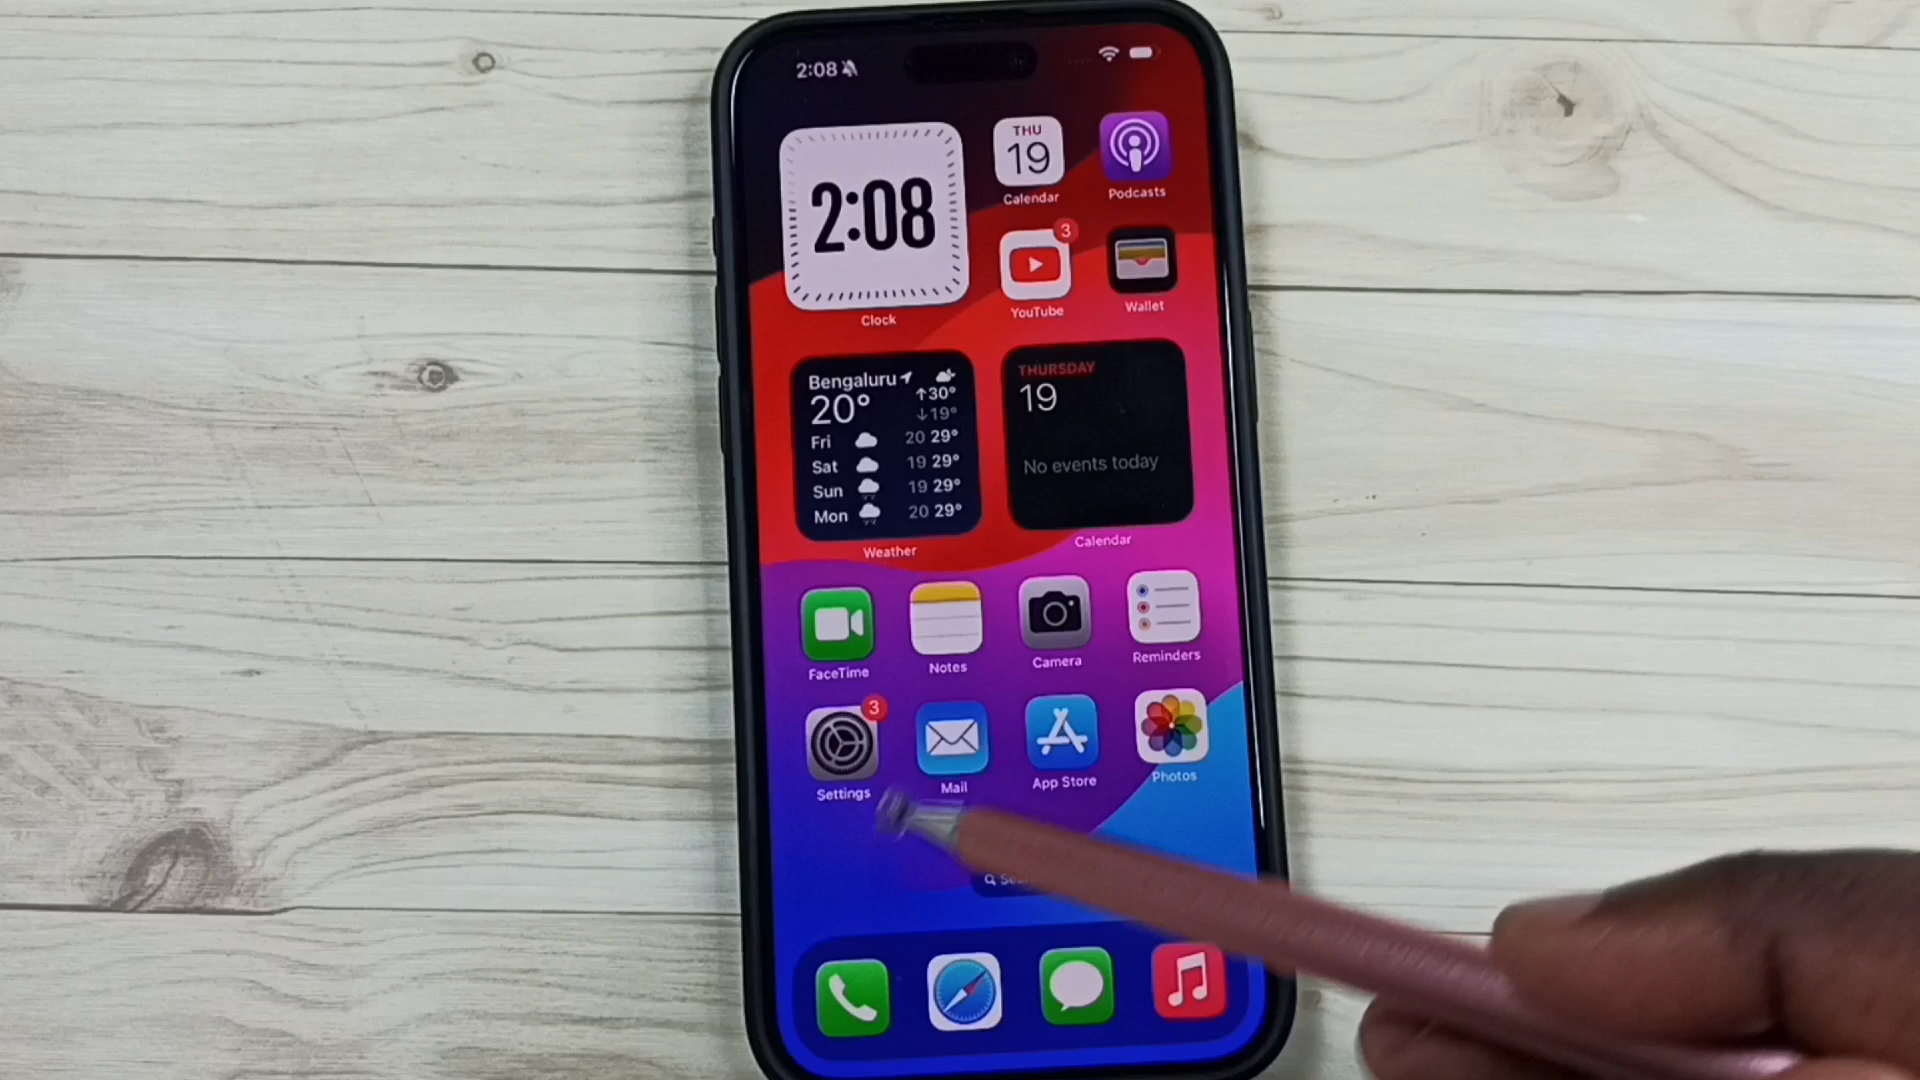 2:08
THU
19
Calendar
Podcasts
2:08
Clock
3
YouTube
Wallet
Bengaluru
20° ↑30°
↓19°
Fri 20 29°
Sat 19 29°
Sun 19 29°
Mon 20 29°
Weather
THURSDAY
19
No events today
Calendar
FaceTime
Notes
Camera
Reminders
3
Settings
Mail
App Store
Photos